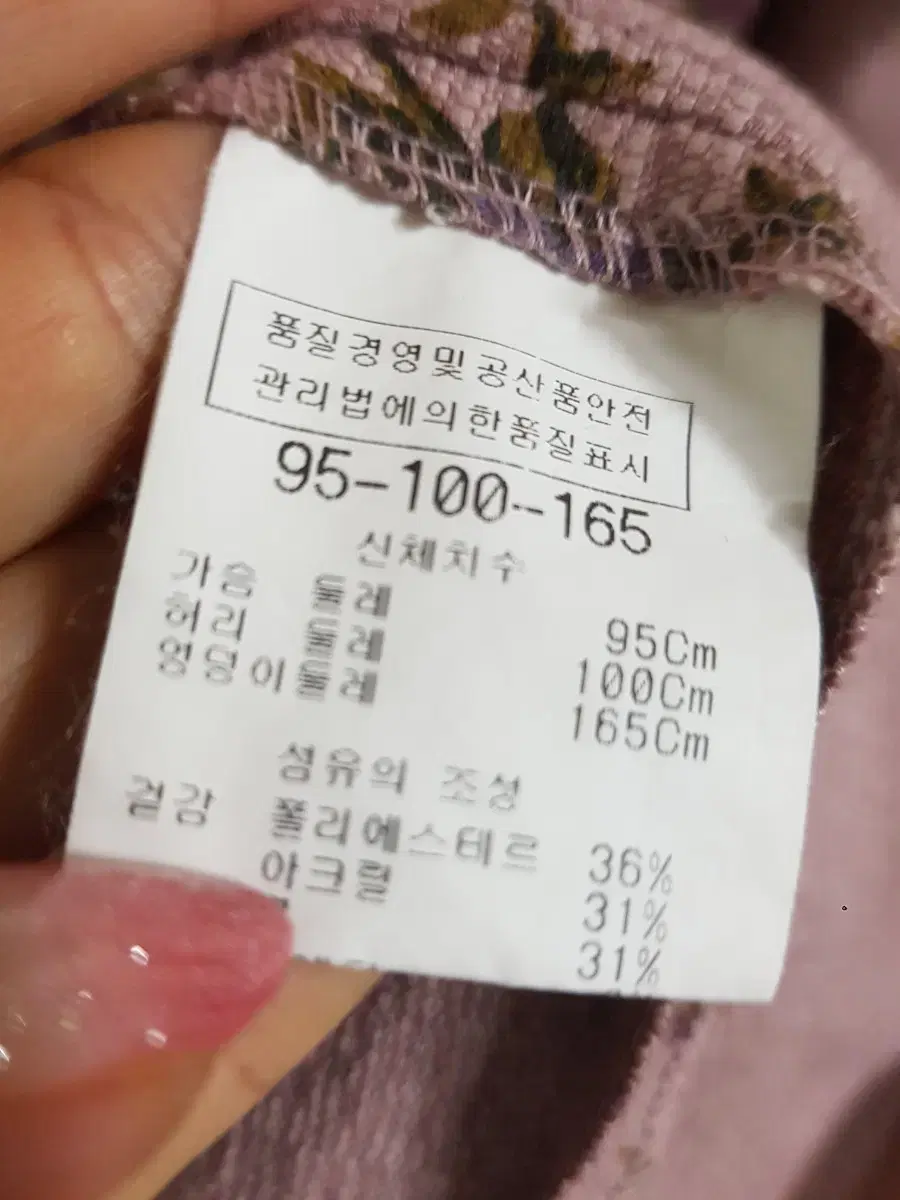 품질경영및공산품안전
관리법에의한품질표시
95-100-165
신체치수
가슴 둘레 95Cm
허리 둘레 100Cm
엉덩이둘레 165Cm
섬유의 조성
겉감 폴리에스테르 36%
아크릴 31%
31%